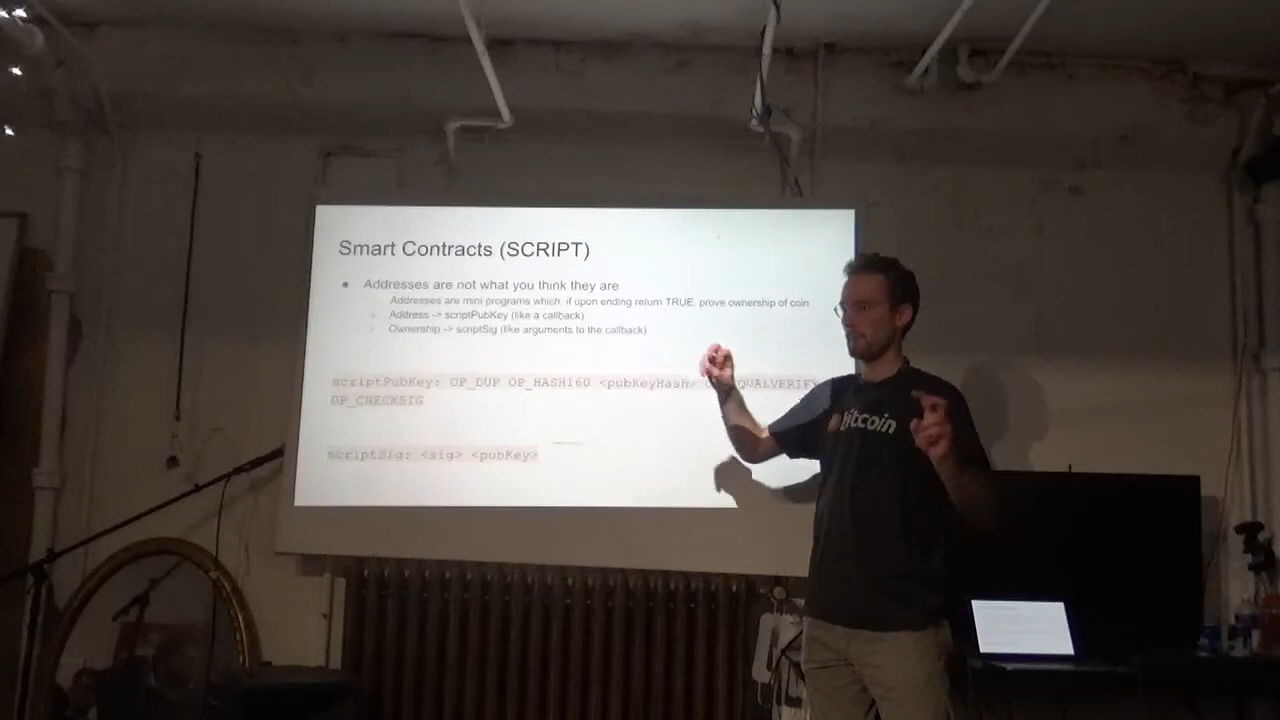 Smart Contracts (SCRIPT)
● Addresses are not what you think they are
Addresses are mini programs which, if upon ending return TRUE, prove ownership of coin
○ Address -> scriptPubKey (like a callback)
○ Ownership -> scriptSig (like arguments to the callback)
scriptPubKey: OP_DUP OP_HASH160 <pubKeyHash>
OP_CHECKSIG
scriptSig: <sig> <pubKey>
bitcoin